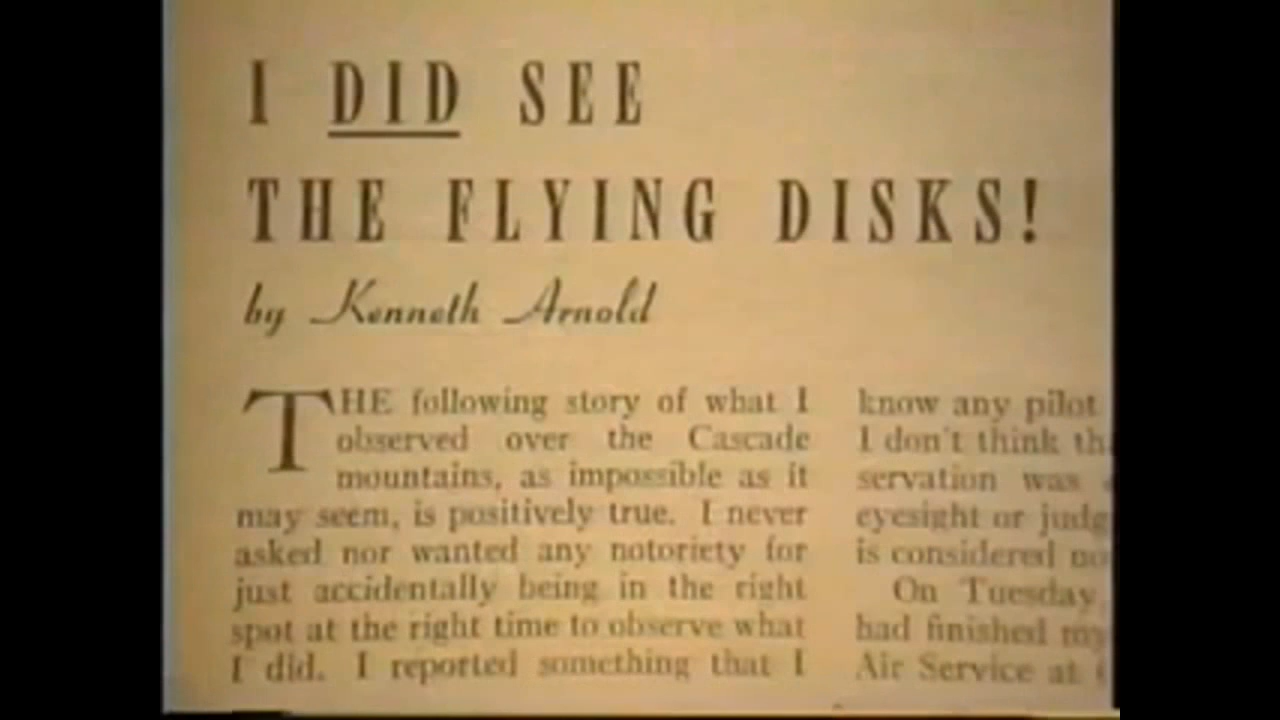 I DID SEE
THE FLYING DISKS!
by Kenneth Arnold
THE following story of what I
observed over the Cascade
mountains, as impossible as it
may seem, is positively true. I never
asked nor wanted any notoriety for
just accidentally being in the right
spot at the right time to observe what
I did. I reported something that I
know any pilot
I don't think
servation was
eyesight or
is considered
On Tuesday,
had finished my
Air Service at